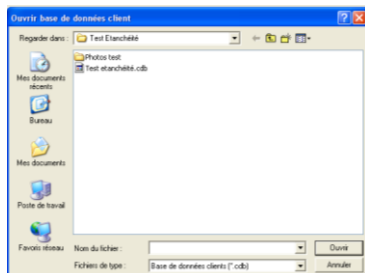 Ouvrir base de données client
Regarder dans : Test Etanchéité
Photos test
Test etanchéité.cdb
Mes documents
récents
Bureau
Mes documents
Poste de travail
Favoris réseau
Nom du fichier :
Ouvrir
Fichiers de type : Base de données clients (*.cdb)
Annuler